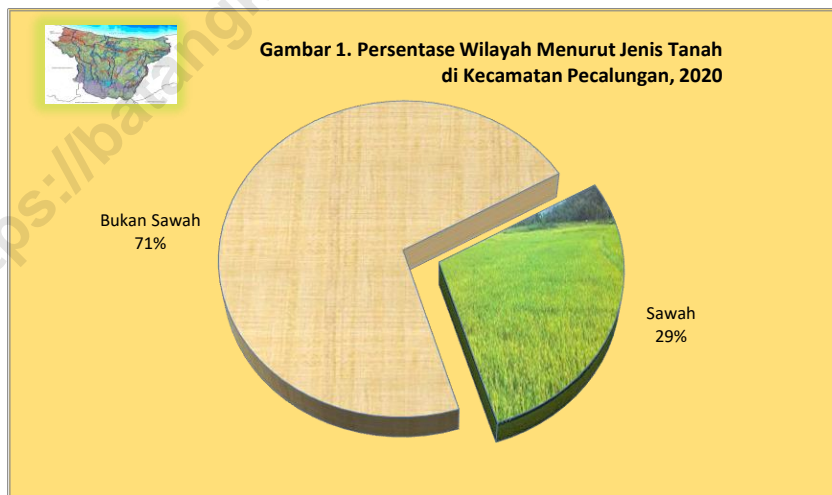 Gambar 1. Persentase Wilayah Menurut Jenis Tanah
di Kecamatan Pecalungan, 2020
Bukan Sawah
71%
Sawah
29%